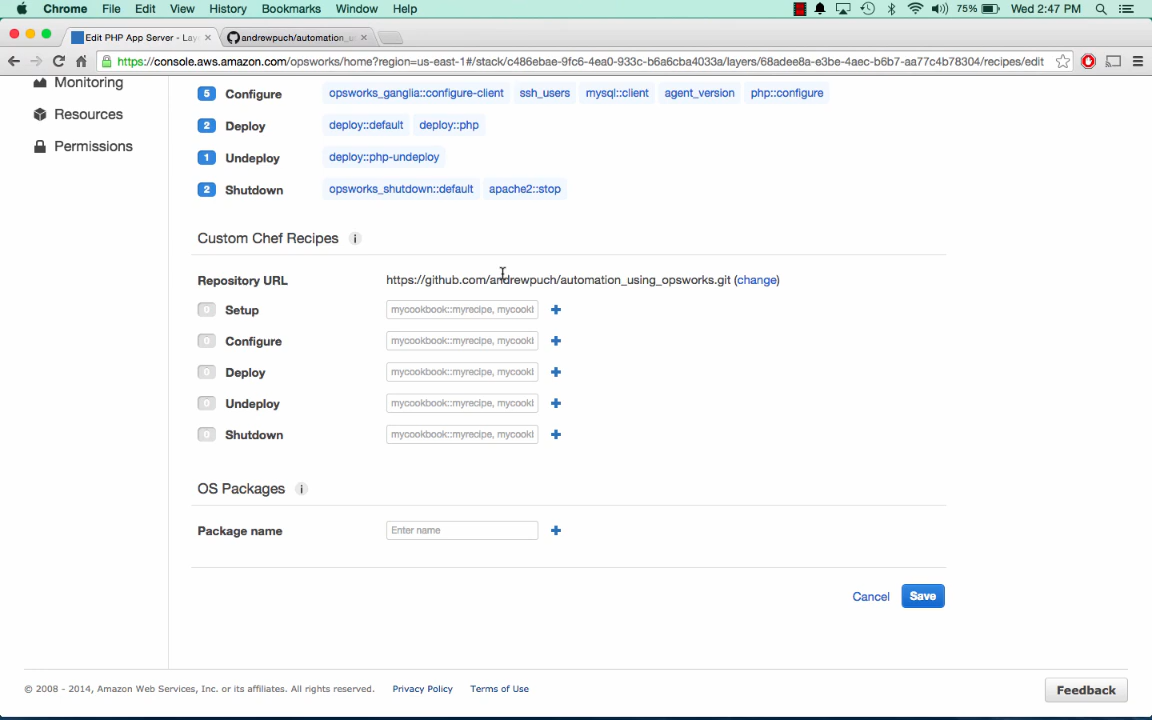 Chrome File Edit View History Bookmarks Window Help 75% Wed 2:47 PM
Edit PHP App Server - Lay × andrewpuch/automation_u ×
https://console.aws.amazon.com/opsworks/home?region=us-east-1#/stack/c486ebae-9fc6-4ea0-933c-b6a6cba4033a/layers/68adee8a-e3be-4aec-b6b7-aa77c4b78304/recipes/edit
Monitoring
Resources
Permissions
5 Configure opsworks_ganglia::configure-client ssh_users mysql::client agent_version php::configure
2 Deploy deploy::default deploy::php
1 Undeploy deploy::php-undeploy
2 Shutdown opsworks_shutdown::default apache2::stop
Custom Chef Recipes i
Repository URL https://github.com/andrewpuch/automation_using_opsworks.git (change)
0 Setup mycookbook::myrecipe, mycookl +
0 Configure mycookbook::myrecipe, mycookl +
0 Deploy mycookbook::myrecipe, mycookl +
0 Undeploy mycookbook::myrecipe, mycookl +
0 Shutdown mycookbook::myrecipe, mycookl +
OS Packages i
Package name Enter name +
Cancel Save
© 2008 - 2014, Amazon Web Services, Inc. or its affiliates. All rights reserved. Privacy Policy Terms of Use Feedback